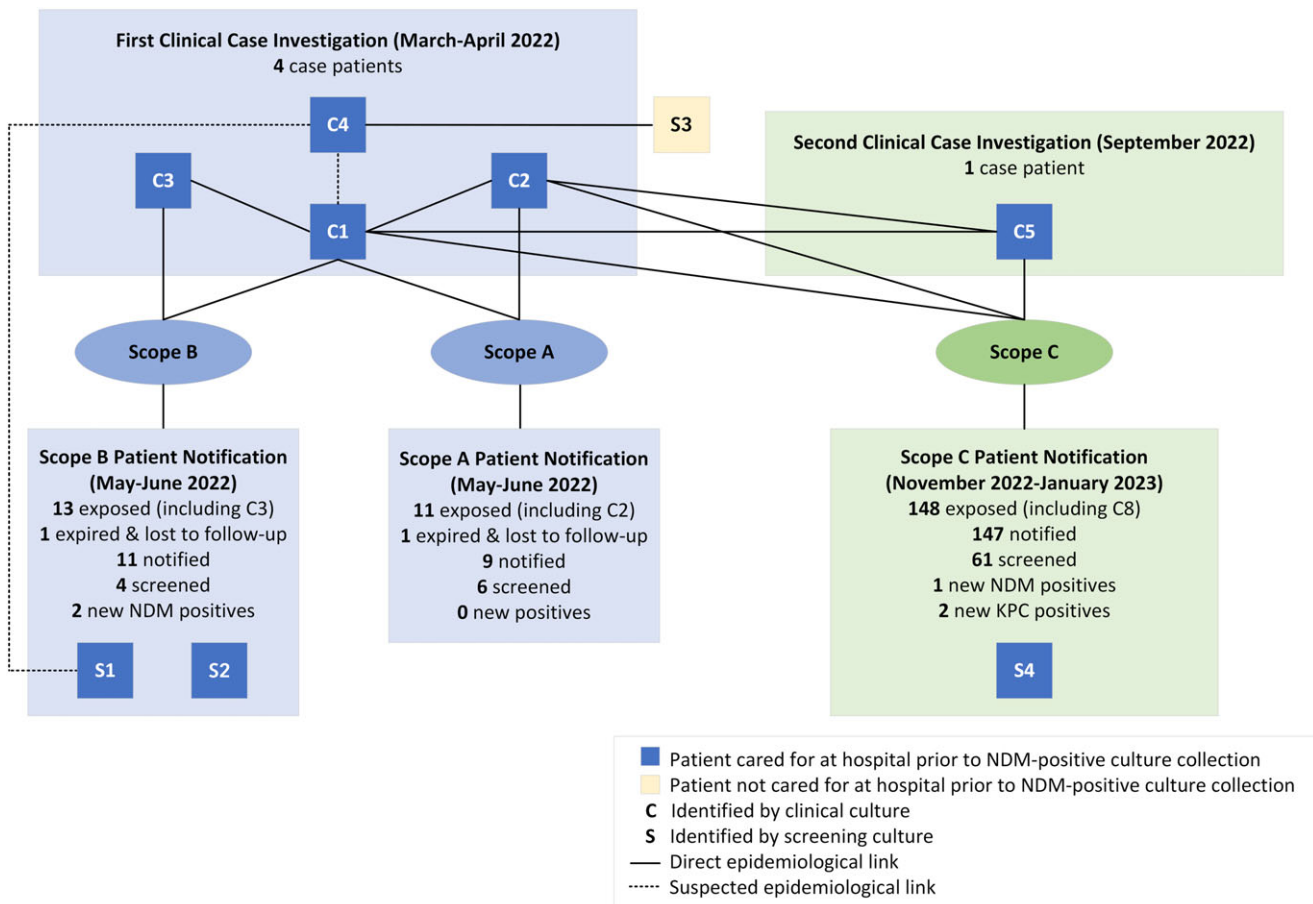 First Clinical Case Investigation (March-April 2022)
4 case patients
C4
S3
C3
C2
C1
Second Clinical Case Investigation (September 2022)
1 case patient
C5
Scope B
Scope A
Scope C
Scope B Patient Notification
(May-June 2022)
13 exposed (including C3)
1 expired & lost to follow-up
11 notified
4 screened
2 new NDM positives
S1
S2
Scope A Patient Notification
(May-June 2022)
11 exposed (including C2)
1 expired & lost to follow-up
9 notified
6 screened
0 new positives
Scope C Patient Notification
(November 2022-January 2023)
148 exposed (including C8)
147 notified
61 screened
1 new NDM positives
2 new KPC positives
S4
Patient cared for at hospital prior to NDM-positive culture collection
Patient not cared for at hospital prior to NDM-positive culture collection
C Identified by clinical culture
S Identified by screening culture
Direct epidemiological link
Suspected epidemiological link